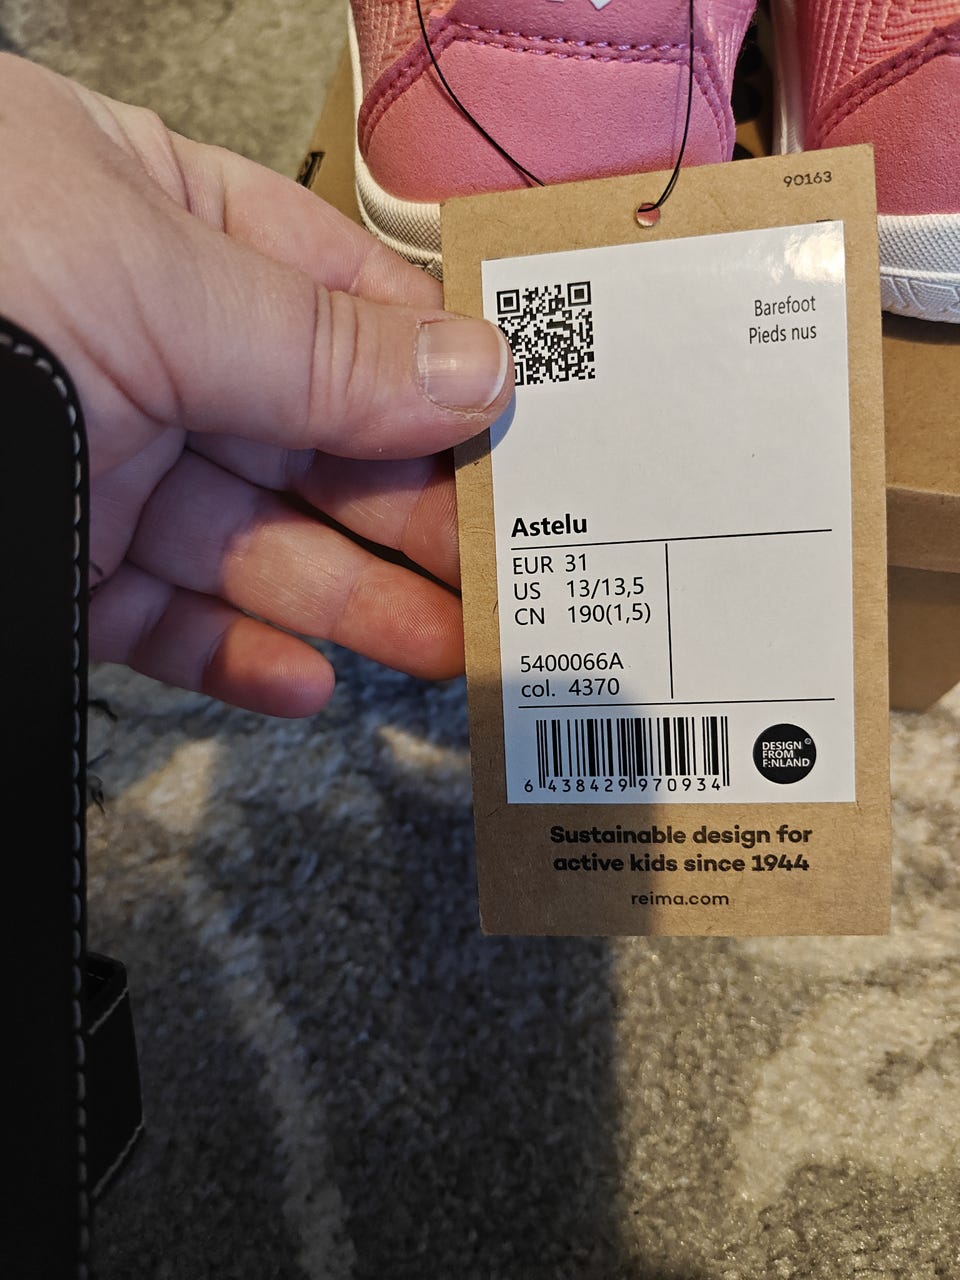 90163
Barefoot
Pieds nus
Astelu
EUR 31
US 13/13,5
CN 190(1,5)
5400066A
col. 4370
6 438429 970934
DESIGN
FROM
F:NLAND
Sustainable design for
active kids since 1944
reima.com